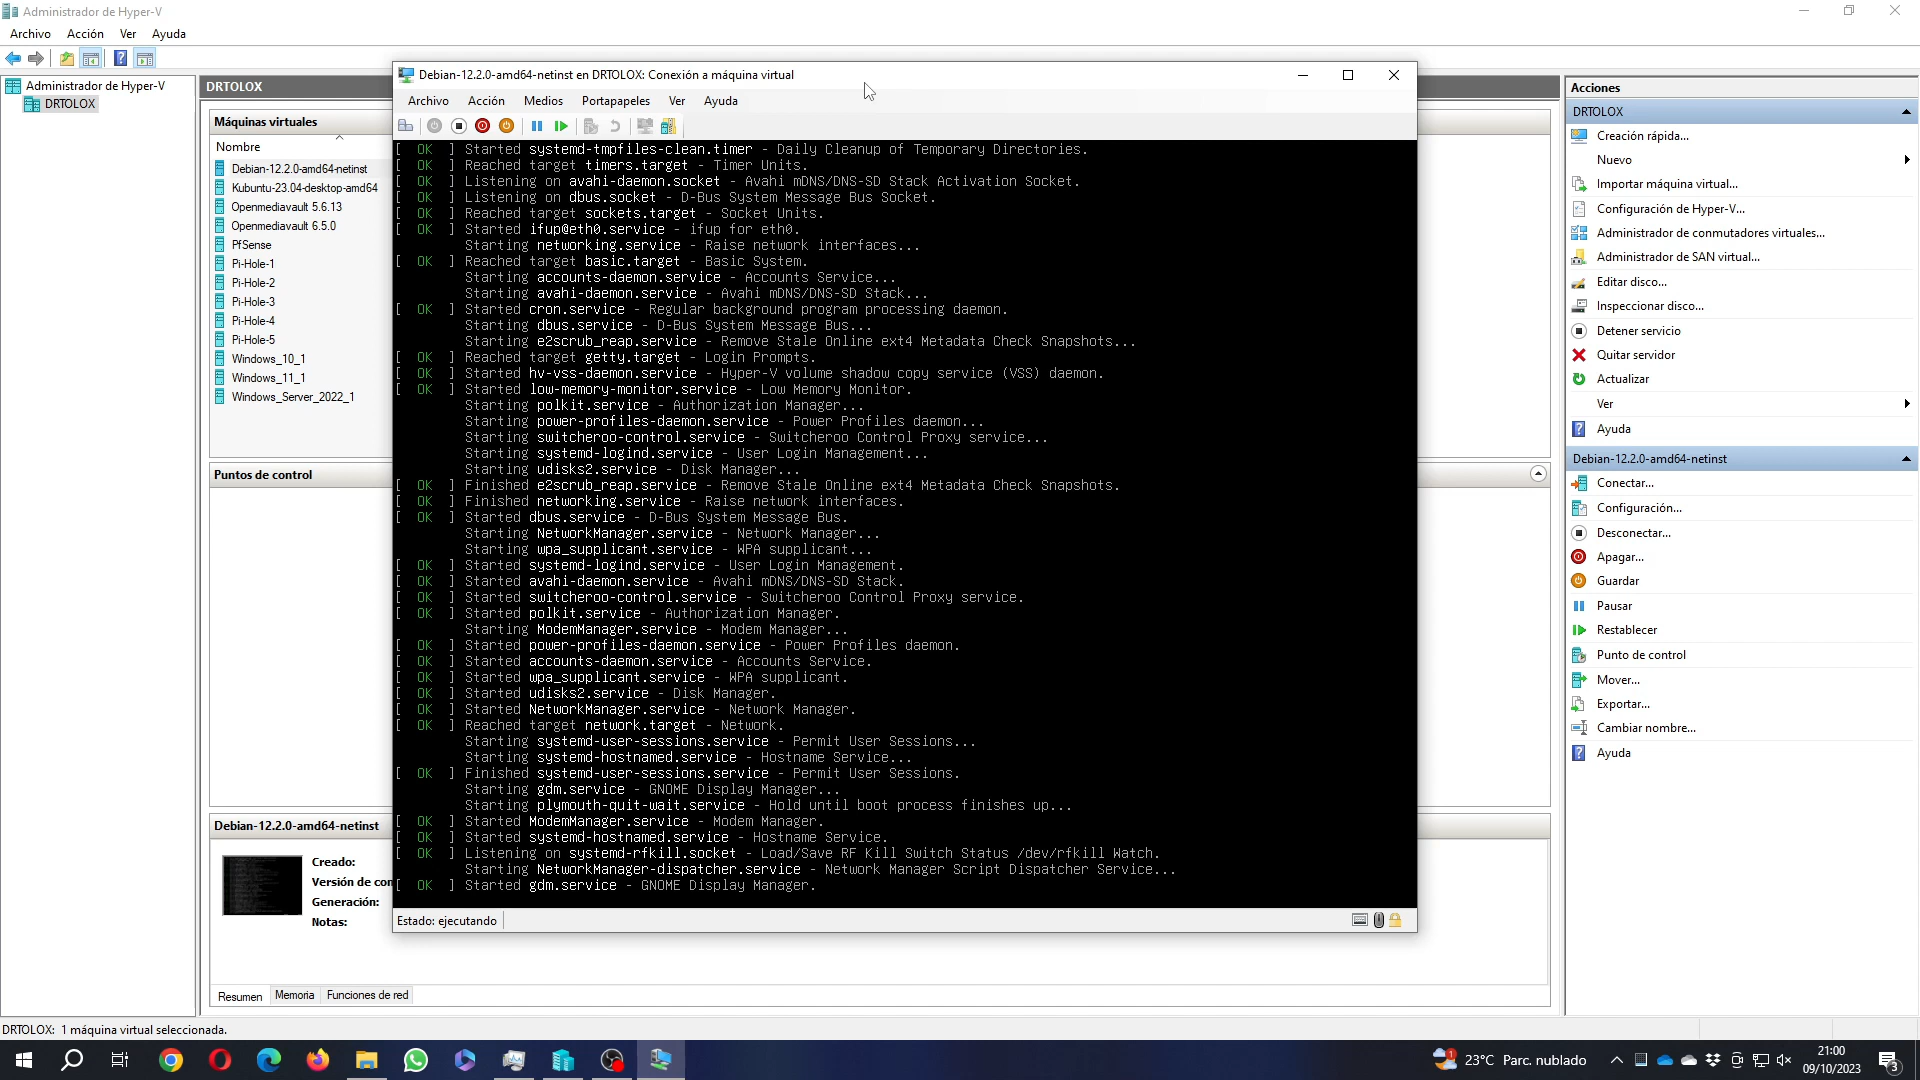 Administrador de Hyper-V
Archivo Acción Ver Ayuda
Administrador de Hyper-V
DRTOLOX
DRTOLOX
Máquinas virtuales
Nombre
Debian-12.2.0-amd64-netinst
Kubuntu-23.04-desktop-amd64
Openmediavault 5.6.13
Openmediavault 6.5.0
PfSense
Pi-Hole-1
Pi-Hole-2
Pi-Hole-3
Pi-Hole-4
Pi-Hole-5
Windows_10_1
Windows_11_1
Windows_Server_2022_1
Puntos de control
Debian-12.2.0-amd64-netinst
Creado:
Versión de con
Generación:
Notas:
Resumen Memoria Funciones de red
Debian-12.2.0-amd64-netinst en DRTOLOX: Conexión a máquina virtual
Archivo Acción Medios Portapapeles Ver Ayuda
[ OK ] Started systemd-tmpfiles-clean.timer - Daily Cleanup of Temporary Directories.
[ OK ] Reached target timers.target - Timer Units.
[ OK ] Listening on avahi-daemon.socket - Avahi mDNS/DNS-SD Stack Activation Socket.
[ OK ] Listening on dbus.socket - D-Bus System Message Bus Socket.
[ OK ] Reached target sockets.target - Socket Units.
[ OK ] Started ifup@eth0.service - ifup for eth0.
Starting networking.service - Raise network interfaces...
[ OK ] Reached target basic.target - Basic System.
Starting accounts-daemon.service - Accounts Service...
Starting avahi-daemon.service - Avahi mDNS/DNS-SD Stack...
[ OK ] Started cron.service - Regular background program processing daemon.
Starting dbus.service - D-Bus System Message Bus...
Starting e2scrub_reap.service - Remove Stale Online ext4 Metadata Check Snapshots...
[ OK ] Reached target getty.target - Login Prompts.
[ OK ] Started hv-vss-daemon.service - Hyper-V volume shadow copy service (VSS) daemon.
[ OK ] Started low-memory-monitor.service - Low Memory Monitor.
Starting polkit.service - Authorization Manager...
Starting power-profiles-daemon.service - Power Profiles daemon...
Starting switcheroo-control.service - Switcheroo Control Proxy service...
Starting systemd-logind.service - User Login Management...
Starting udisks2.service - Disk Manager...
[ OK ] Finished e2scrub_reap.service - Remove Stale Online ext4 Metadata Check Snapshots.
[ OK ] Finished networking.service - Raise network interfaces.
[ OK ] Started dbus.service - D-Bus System Message Bus.
Starting NetworkManager.service - Network Manager...
Starting wpa_supplicant.service - WPA supplicant...
[ OK ] Started systemd-logind.service - User Login Management.
[ OK ] Started avahi-daemon.service - Avahi mDNS/DNS-SD Stack.
[ OK ] Started switcheroo-control.service - Switcheroo Control Proxy service.
[ OK ] Started polkit.service - Authorization Manager.
Starting ModemManager.service - Modem Manager...
[ OK ] Started power-profiles-daemon.service - Power Profiles daemon.
[ OK ] Started accounts-daemon.service - Accounts Service.
[ OK ] Started wpa_supplicant.service - WPA supplicant.
[ OK ] Started udisks2.service - Disk Manager.
[ OK ] Started NetworkManager.service - Network Manager.
[ OK ] Reached target network.target - Network.
Starting systemd-user-sessions.service - Permit User Sessions...
Starting systemd-hostnamed.service - Hostname Service...
[ OK ] Finished systemd-user-sessions.service - Permit User Sessions.
Starting gdm.service - GNOME Display Manager...
Starting plymouth-quit-wait.service - Hold until boot process finishes up...
[ OK ] Started ModemManager.service - Modem Manager.
[ OK ] Started systemd-hostnamed.service - Hostname Service.
[ OK ] Listening on systemd-rfkill.socket - Load/Save RF Kill Switch Status /dev/rfkill Watch.
Starting NetworkManager-dispatcher.service - Network Manager Script Dispatcher Service...
[ OK ] Started gdm.service - GNOME Display Manager.
Estado: ejecutando
Acciones
DRTOLOX
Creación rápida...
Nuevo
Importar máquina virtual...
Configuración de Hyper-V...
Administrador de conmutadores virtuales...
Administrador de SAN virtual...
Editar disco...
Inspeccionar disco...
Detener servicio
Quitar servidor
Actualizar
Ver
Ayuda
Debian-12.2.0-amd64-netinst
Conectar...
Configuración...
Desconectar...
Apagar...
Guardar
Pausar
Restablecer
Punto de control
Mover...
Exportar...
Cambiar nombre...
Ayuda
DRTOLOX: 1 máquina virtual seleccionada.
1
23°C Parc. nublado
21:00
09/10/2023
3